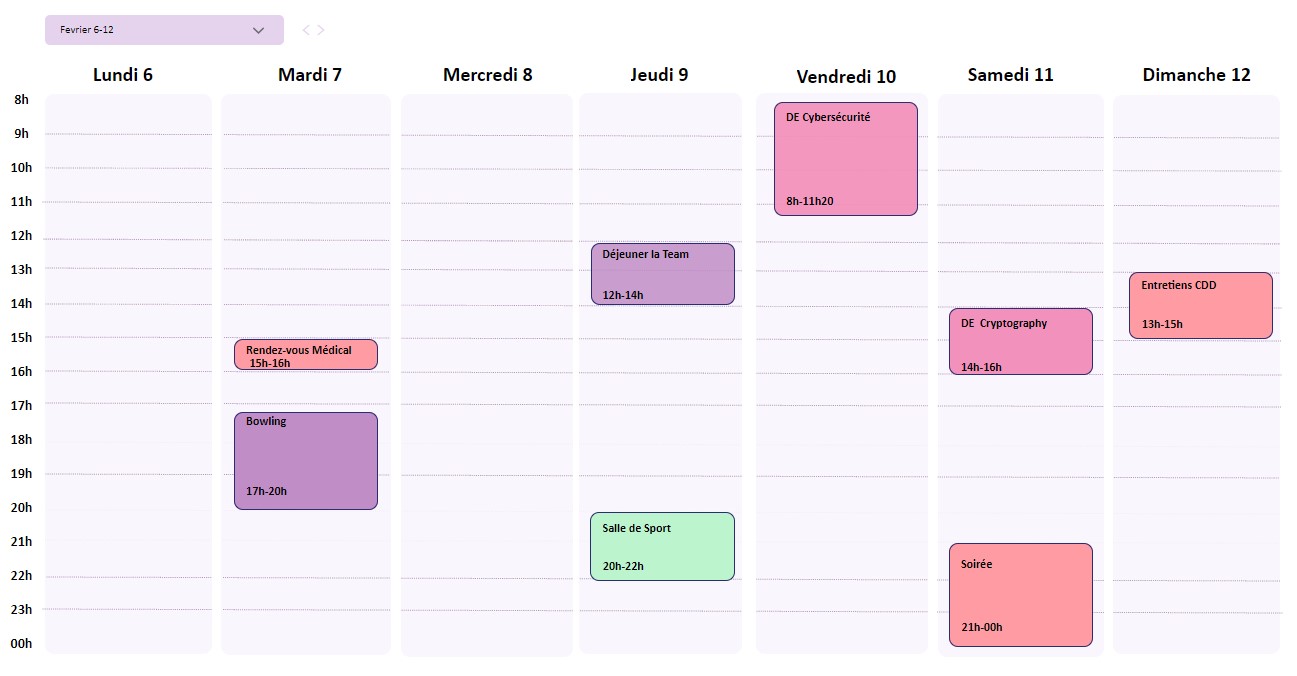 Fevrier 6-12
Lundi 6
Mardi 7
Mercredi 8
Jeudi 9
Vendredi 10
Samedi 11
Dimanche 12
8h
9h
10h
11h
12h
13h
14h
15h
16h
17h
18h
19h
20h
21h
22h
23h
00h
Rendez-vous Médical
15h-16h
Bowling
17h-20h
Déjeuner la Team
12h-14h
Salle de Sport
20h-22h
DE Cybersécurité
8h-11h20
DE  Cryptography
14h-16h
Soirée
21h-00h
Entretiens CDD
13h-15h